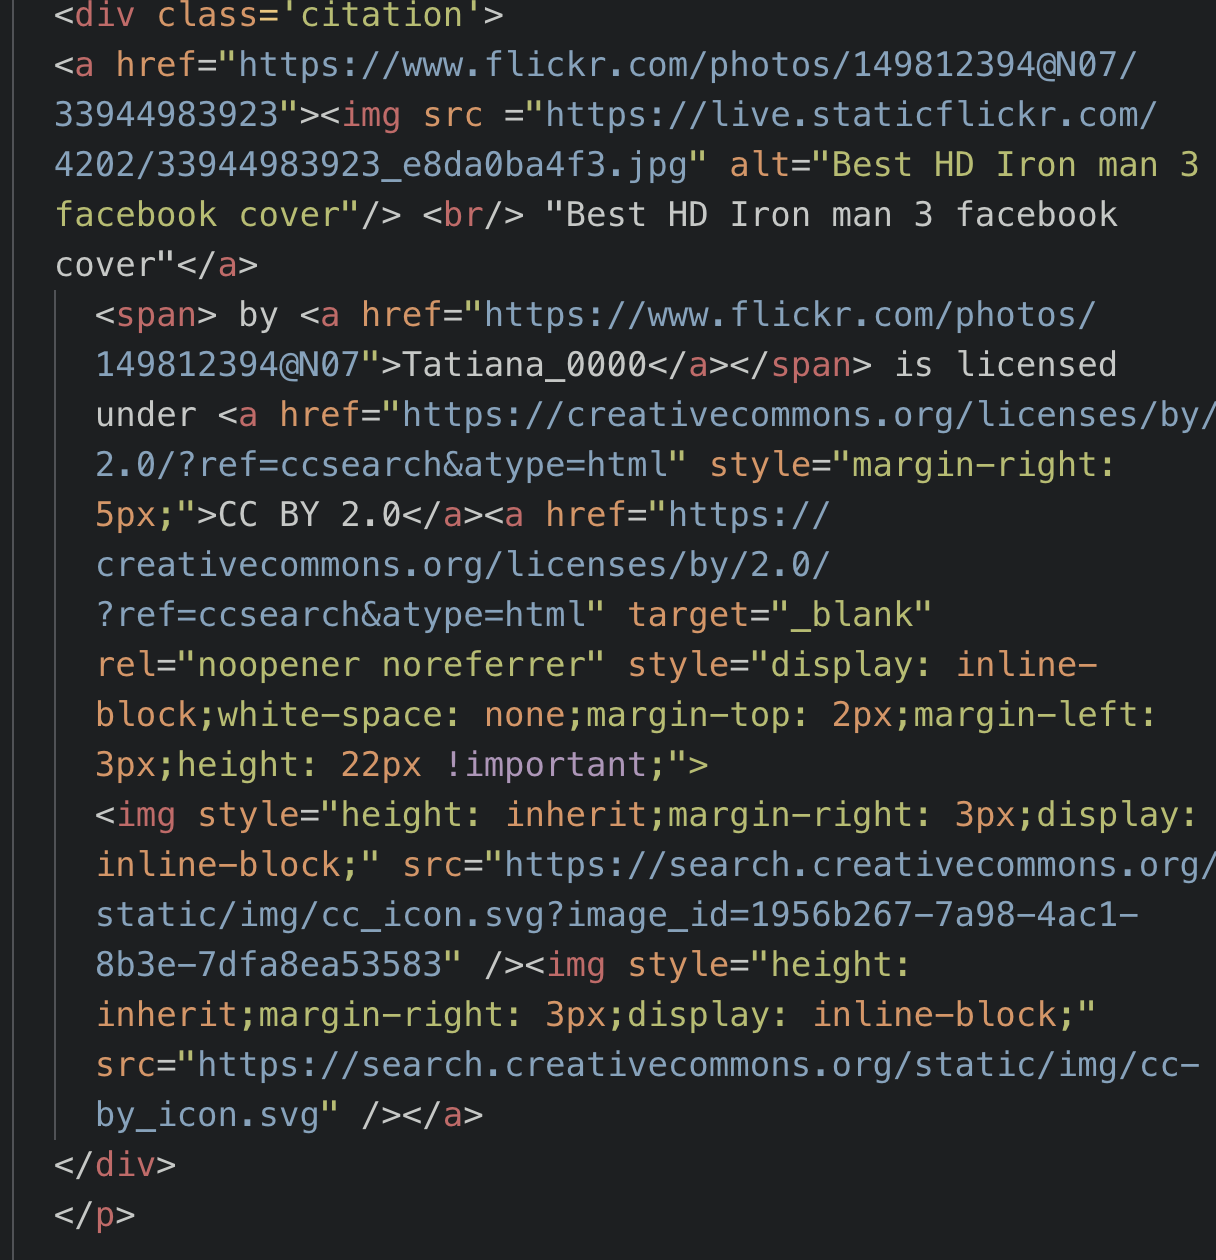 <div class='citation'>
<a href="https://www.flickr.com/photos/149812394@N07/
33944983923"><img src ="https://live.staticflickr.com/
4202/33944983923_e8da0ba4f3.jpg" alt="Best HD Iron man 3
facebook cover"/> <br/> "Best HD Iron man 3 facebook
cover"</a>
<span> by <a href="https://www.flickr.com/photos/
149812394@N07">Tatiana_0000</a></span> is licensed
under <a href="https://creativecommons.org/licenses/by/
2.0/?ref=ccsearch&atype=html" style="margin-right:
5px;">CC BY 2.0</a><a href="https://
creativecommons.org/licenses/by/2.0/
?ref=ccsearch&atype=html" target="_blank"
rel="noopener noreferrer" style="display: inline-
block;white-space: none;margin-top: 2px;margin-left:
3px;height: 22px !important;">
<img style="height: inherit;margin-right: 3px;display:
inline-block;" src="https://search.creativecommons.org/
static/img/cc_icon.svg?image_id=1956b267-7a98-4ac1-
8b3e-7dfa8ea53583" /><img style="height:
inherit;margin-right: 3px;display: inline-block;"
src="https://search.creativecommons.org/static/img/cc-
by_icon.svg" /></a>
</div>
</p>